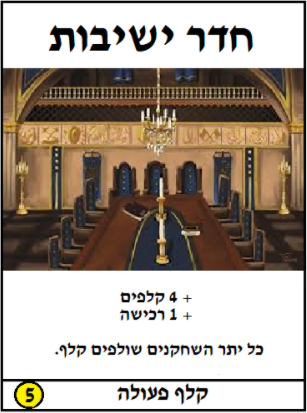 חדר ישיבות
+ 4 קלפים
+ 1 רכישה
כל יתר השחקנים שולפים קלף.
5
קלף פעולה